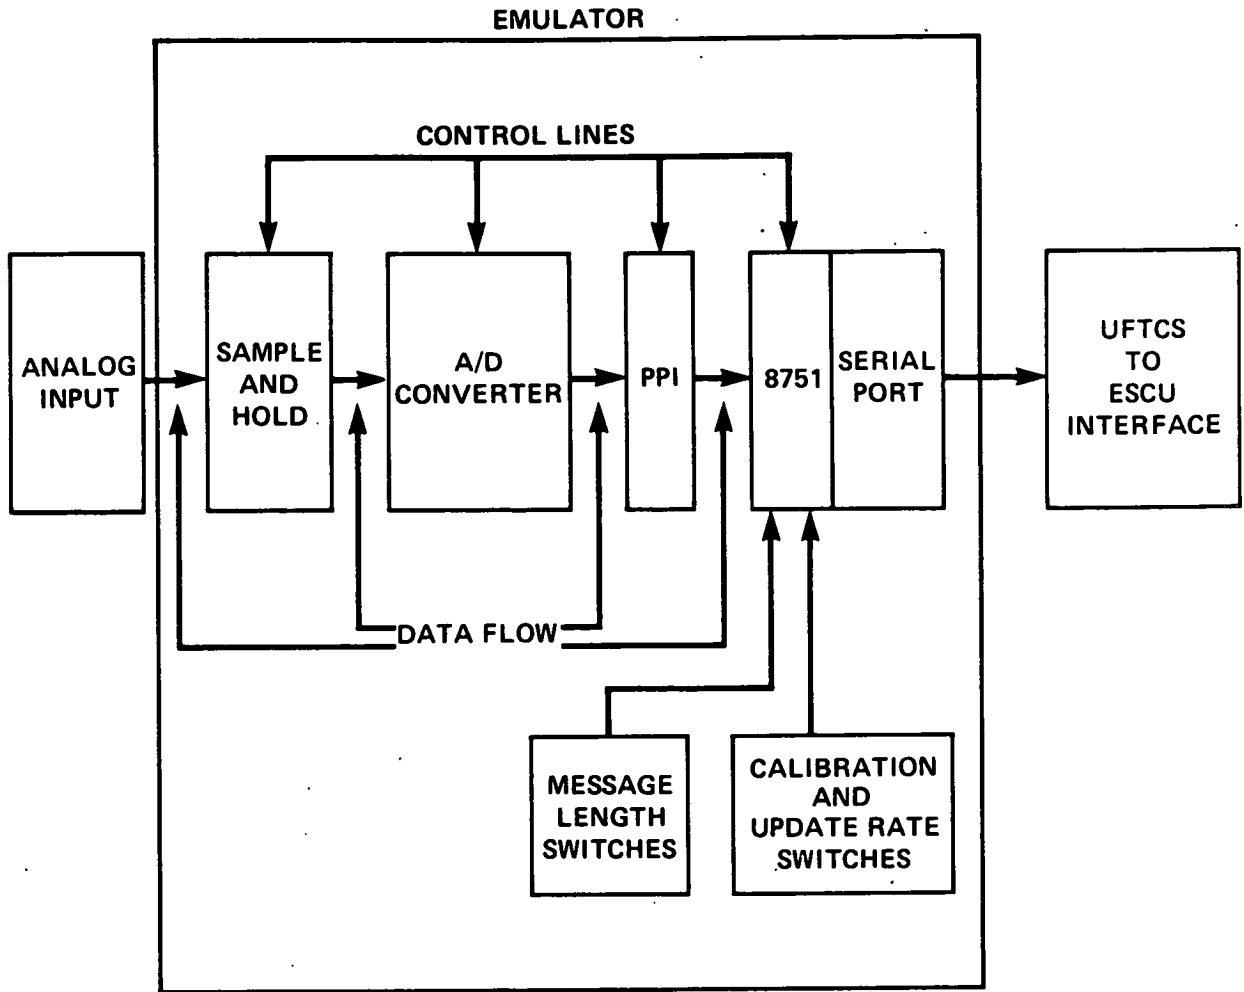 EMULATOR
CONTROL LINES
ANALOG
INPUT
SAMPLE
AND
HOLD
A/D
CONVERTER
PPI
8751
SERIAL
PORT
UFTCS
TO
ESCU
INTERFACE
DATA FLOW
MESSAGE
LENGTH
SWITCHES
CALIBRATION
AND
UPDATE RATE
SWITCHES